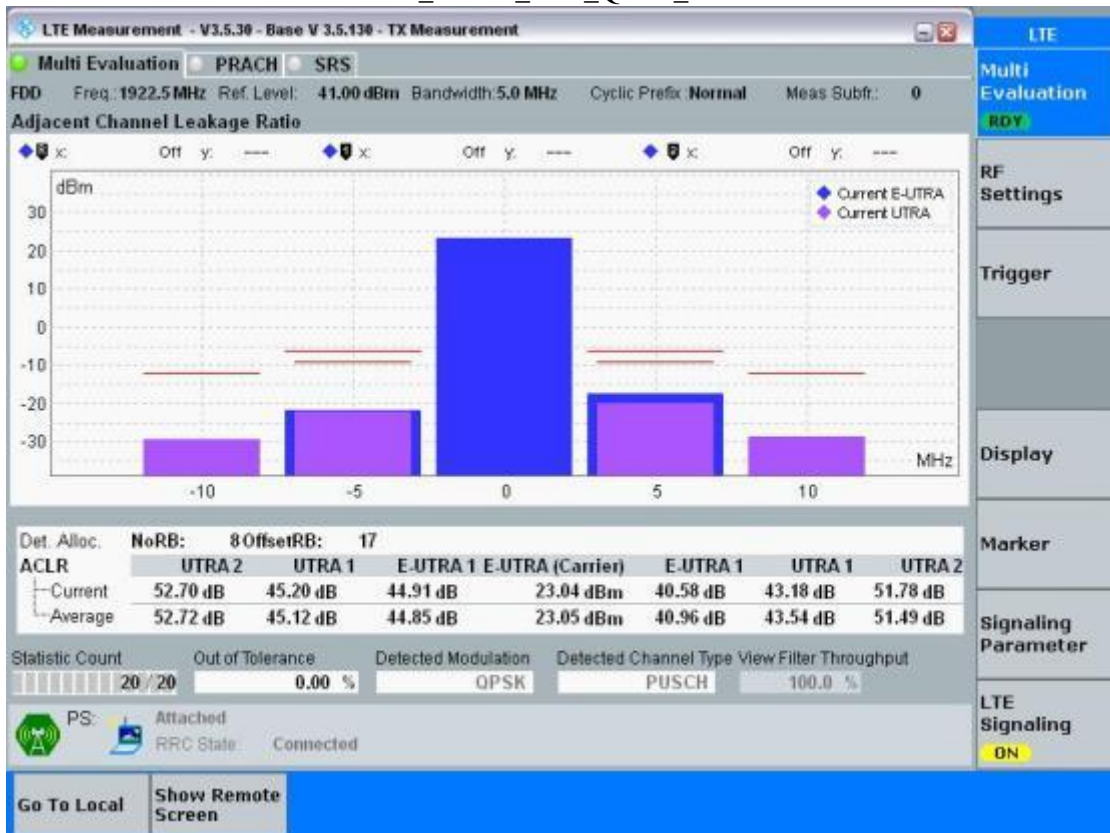 LTE Measurement - V3.5.30 - Base V 3.5.130 - TX Measurement
LTE
Multi Evaluation PRACH SRS
FDD Freq.: 1922.5 MHz Ref. Level: 41.00 dBm Bandwidth: 5.0 MHz Cyclic Prefix: Normal Meas Subfr.: 0
Adjacent Channel Leakage Ratio
x: Off y: --- x: Off y: --- x: Off y: ---
dBm
Current E-UTRA
Current UTRA
30
20
10
0
-10
-20
-30
MHz
-10 -5 0 5 10
Det. Alloc. NoRB: 8 OffsetRB: 17
ACLR UTRA 2 UTRA 1 E-UTRA 1 E-UTRA (Carrier) E-UTRA 1 UTRA 1 UTRA 2
Current 52.70 dB 45.20 dB 44.91 dB 23.04 dBm 40.58 dB 43.18 dB 51.78 dB
Average 52.72 dB 45.12 dB 44.85 dB 23.05 dBm 40.96 dB 43.54 dB 51.49 dB
Statistic Count Out of Tolerance Detected Modulation Detected Channel Type View Filter Throughput
20 / 20 0.00 % QPSK PUSCH 100.0 %
PS: Attached
RRC State: Connected
Multi
Evaluation
RDY
RF
Settings
Trigger
Display
Marker
Signaling
Parameter
LTE
Signaling
ON
Go To Local
Show Remote
Screen